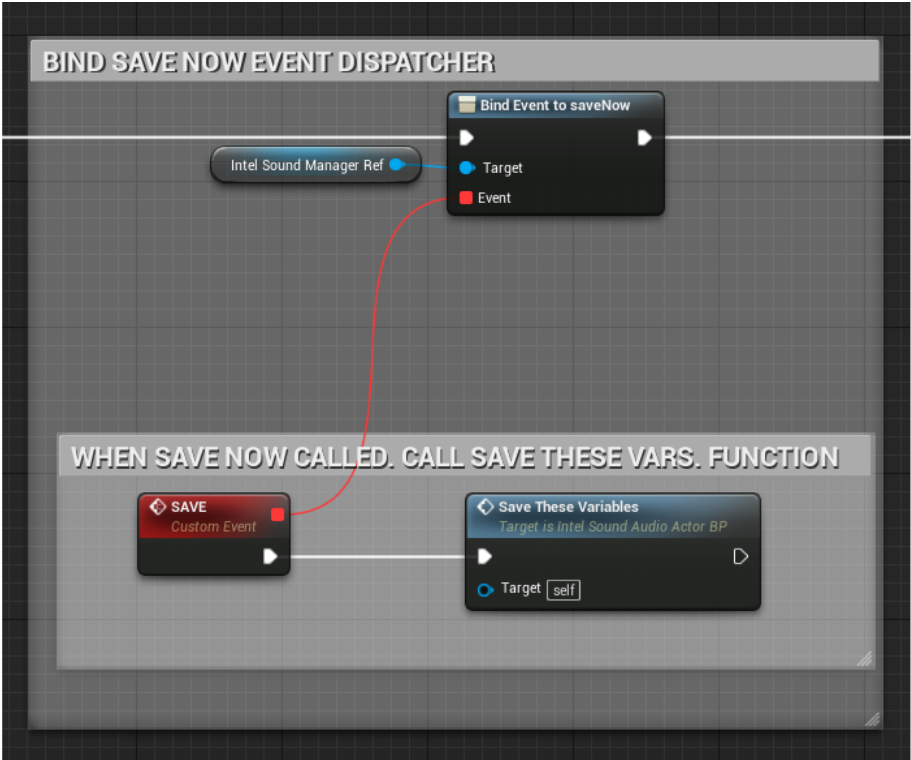 BIND SAVE NOW EVENT DISPATCHER
Bind Event to saveNow
Intel Sound Manager Ref
Target
Event
WHEN SAVE NOW CALLED. CALL SAVE THESE VARS. FUNCTION
SAVE
Custom Event
Save These Variables
Target is Intel Sound Audio Actor BP
Target self